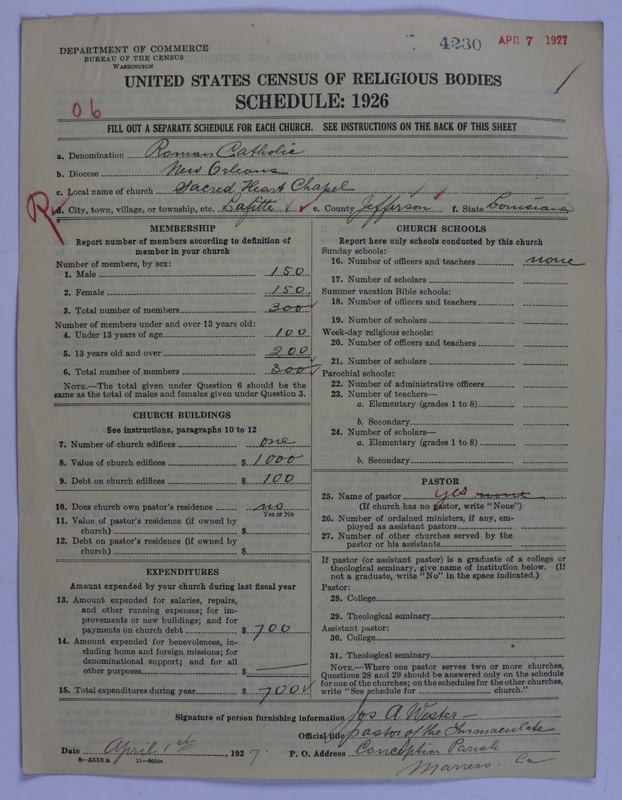 4230 APR 7 1927
DEPARTMENT OF COMMERCE
BUREAU OF THE CENSUS
WASHINGTON
UNITED STATES CENSUS OF RELIGIOUS BODIES
SCHEDULE: 1926
06
FILL OUT A SEPARATE SCHEDULE FOR EACH CHURCH. SEE INSTRUCTIONS ON THE BACK OF THIS SHEET
a. Denomination Roman Catholic
b. Diocese New Orleans
c. Local name of church Sacred Heart Chapel
d. City, town, village, or township, etc. Lafitte e. County Jefferson f. State Louisiana
MEMBERSHIP
Report number of members according to definition of
member in your church
Number of members, by sex:
1. Male 150
2. Female 150
3. Total number of members 300
Number of members under and over 13 years old:
4. Under 13 years of age 100
5. 13 years old and over 200
6. Total number of members 300
NOTE.—The total given under Question 6 should be the
same as the total of males and females given under Question 3.
CHURCH BUILDINGS
See instructions, paragraphs 10 to 12
7. Number of church edifices one
8. Value of church edifices $ 1000
9. Debt on church edifices $ 100
10. Does church own pastor's residence no
Yes or No
11. Value of pastor's residence (if owned by
church) $
12. Debt on pastor's residence (if owned by
church) $
EXPENDITURES
Amount expended by your church during last fiscal year
13. Amount expended for salaries, repairs,
and other running expenses; for im-
provements or new buildings; and for
payments on church debt $ 700
14. Amount expended for benevolences, in-
cluding home and foreign missions; for
denominational support; and for all
other purposes $
15. Total expenditures during year $ 700
CHURCH SCHOOLS
Report here only schools conducted by this church
Sunday schools:
16. Number of officers and teachers none
17. Number of scholars
Summer vacation Bible schools:
18. Number of officers and teachers
19. Number of scholars
Week-day religious schools:
20. Number of officers and teachers
21. Number of scholars
Parochial schools:
22. Number of administrative officers
23. Number of teachers—
a. Elementary (grades 1 to 8)
b. Secondary
24. Number of scholars—
a. Elementary (grades 1 to 8)
b. Secondary
PASTOR
25. Name of pastor yes none
(If church has no pastor, write "None")
26. Number of ordained ministers, if any, em-
ployed as assistant pastors
27. Number of other churches served by the
pastor or his assistants
If pastor (or assistant pastor) is a graduate of a college or
theological seminary, give name of institution below. (If
not a graduate, write "No" in the space indicated.)
Pastor:
28. College
29. Theological seminary
Assistant pastor:
30. College
31. Theological seminary
NOTE.—Where one pastor serves two or more churches,
Questions 28 and 29 should be answered only on the schedule
for one of the churches; on the schedules for the other churches,
write "See schedule for church."
Signature of person furnishing information Jos A. Wester
Official title pastor of the Immaculate
Date April 1st, 1927. P. O. Address Conception Parish
8—5518 a 11—9054a Marrero. La